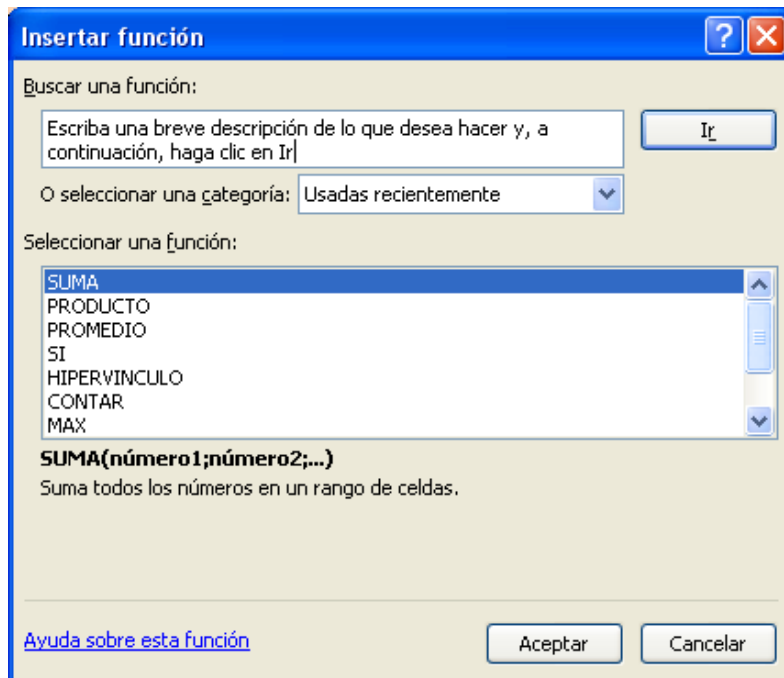 Insertar función
Buscar una función:
Escriba una breve descripción de lo que desea hacer y, a
continuación, haga clic en Ir
Ir
O seleccionar una categoría: Usadas recientemente
Seleccionar una función:
SUMA
PRODUCTO
PROMEDIO
SI
HIPERVINCULO
CONTAR
MAX
SUMA(número1;número2;...)
Suma todos los números en un rango de celdas.
Ayuda sobre esta función
Aceptar
Cancelar